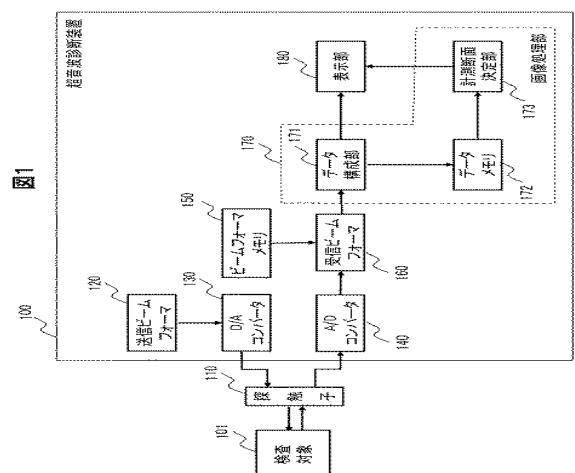 図1
超音波診断装置
100
120
送信ビーム
フォーマ
130
D/A
コンバータ
110
探触子
101
検査
対象
150
ビームフォーマ
メモリ
140
A/D
コンバータ
160
受信ビーム
フォーマ
170
171
データ
構成部
180
表示部
172
データ
メモリ
173
計測断面
決定部
画像処理部